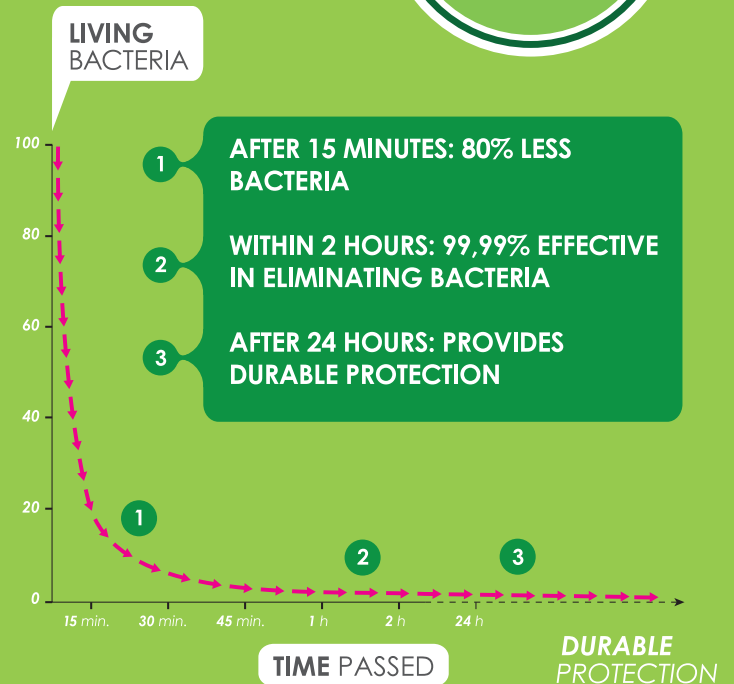 LIVING
BACTERIA
100
80
60
40
20
0
1
AFTER 15 MINUTES: 80% LESS
BACTERIA
2
WITHIN 2 HOURS: 99,99% EFFECTIVE
IN ELIMINATING BACTERIA
3
AFTER 24 HOURS: PROVIDES
DURABLE PROTECTION
1
2
3
15 min.
30 min.
45 min.
1 h
2 h
24 h
TIME PASSED
DURABLE
PROTECTION